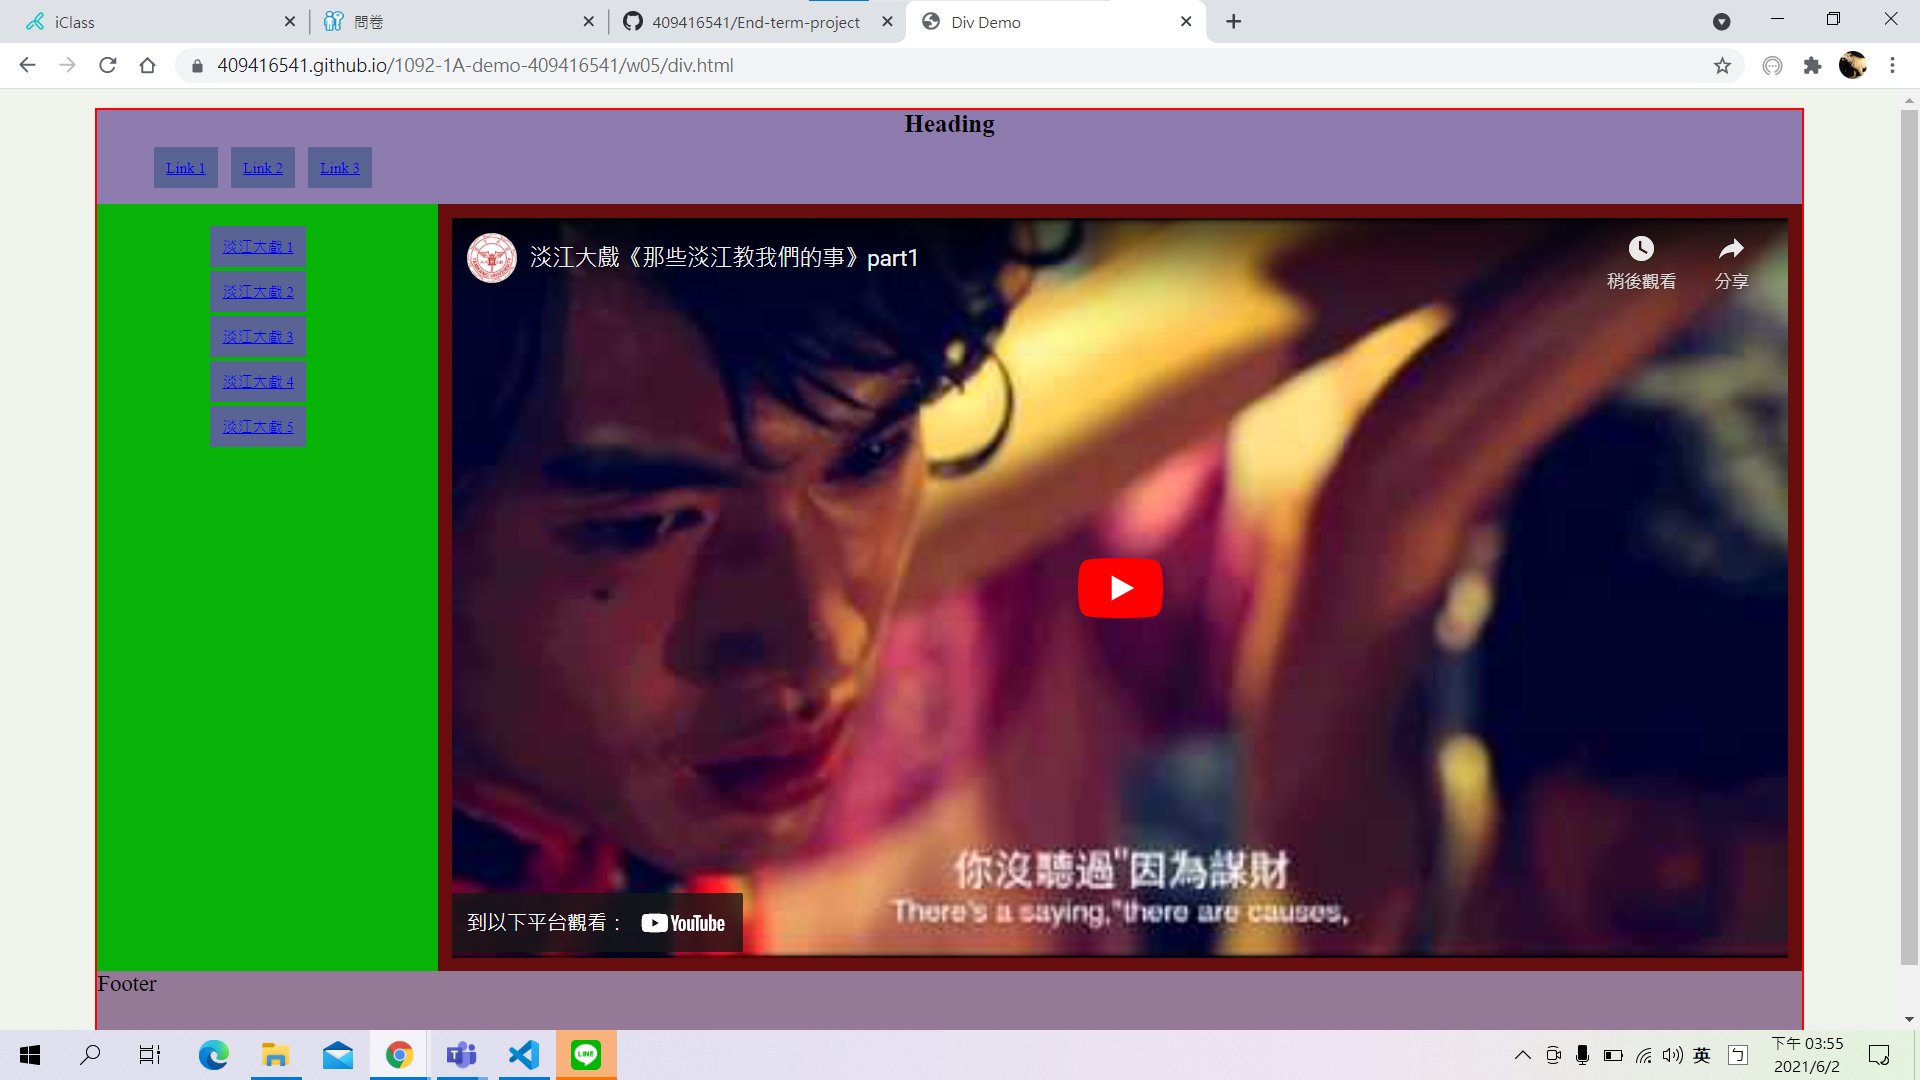 iClass
問卷
409416541/End-term-project
Div Demo
409416541.github.io/1092-1A-demo-409416541/w05/div.html
Heading
Link 1 Link 2 Link 3
淡江大戲 1
淡江大戲 2
淡江大戲 3
淡江大戲 4
淡江大戲 5
淡江大戲《那些淡江教我們的事》part1
稍後觀看
分享
你沒聽過"因為謀財
There's a saying,"there are causes,
到以下平台觀看： YouTube
Footer
LINE
英
ㄅ
下午 03:55
2021/6/2